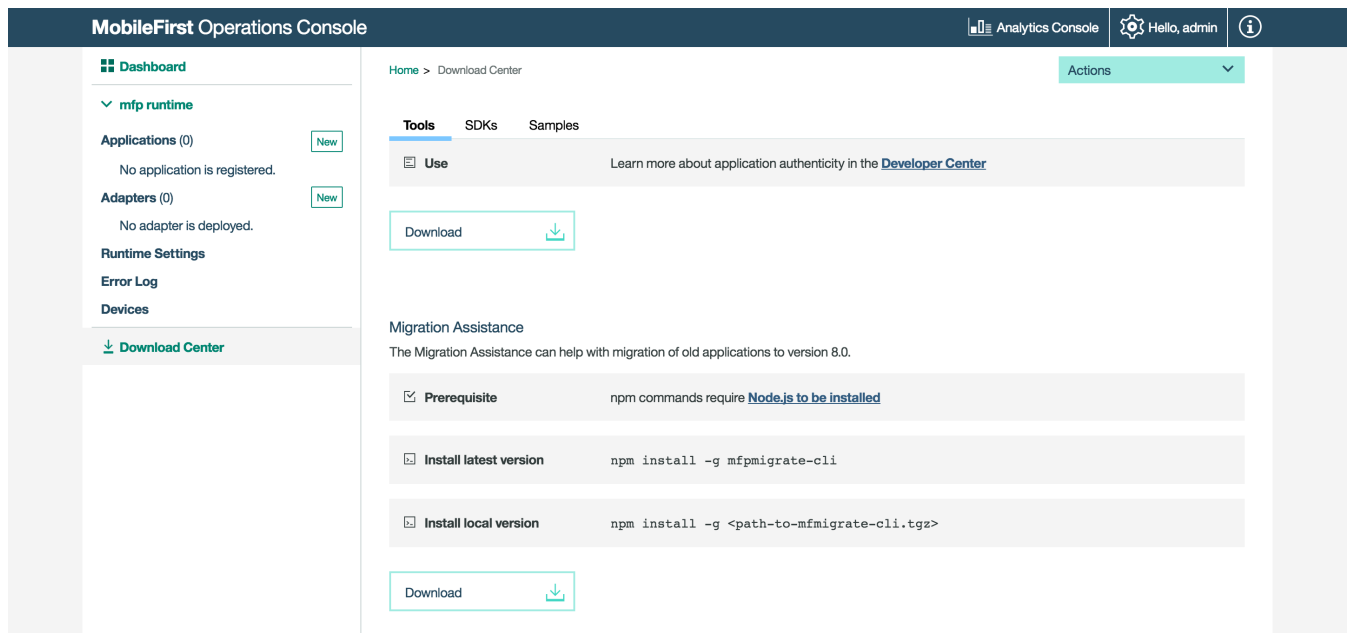 MobileFirst Operations Console
Analytics Console
Hello, admin
Dashboard
mfp runtime
Applications (0)
New
No application is registered.
Adapters (0)
New
No adapter is deployed.
Runtime Settings
Error Log
Devices
Download Center
Home > Download Center
Actions
Tools SDKs Samples
Use Learn more about application authenticity in the Developer Center
Download
Migration Assistance
The Migration Assistance can help with migration of old applications to version 8.0.
Prerequisite npm commands require Node.js to be installed
Install latest version npm install -g mfpmigrate-cli
Install local version npm install -g <path-to-mfmigrate-cli.tgz>
Download